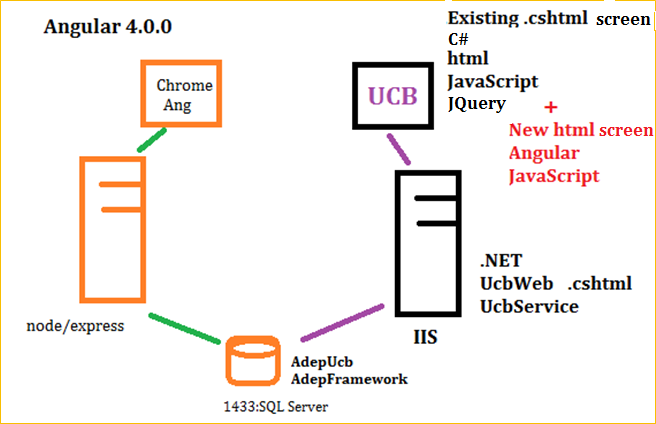 Angular 4.0.0
Existing .cshtml screen
C#
html
JavaScript
JQuery
+
New html screen
Angular
JavaScript
Chrome
Ang
UCB
.NET
UcbWeb .cshtml
UcbService
node/express
IIS
AdepUcb
AdepFramework
1433:SQL Server